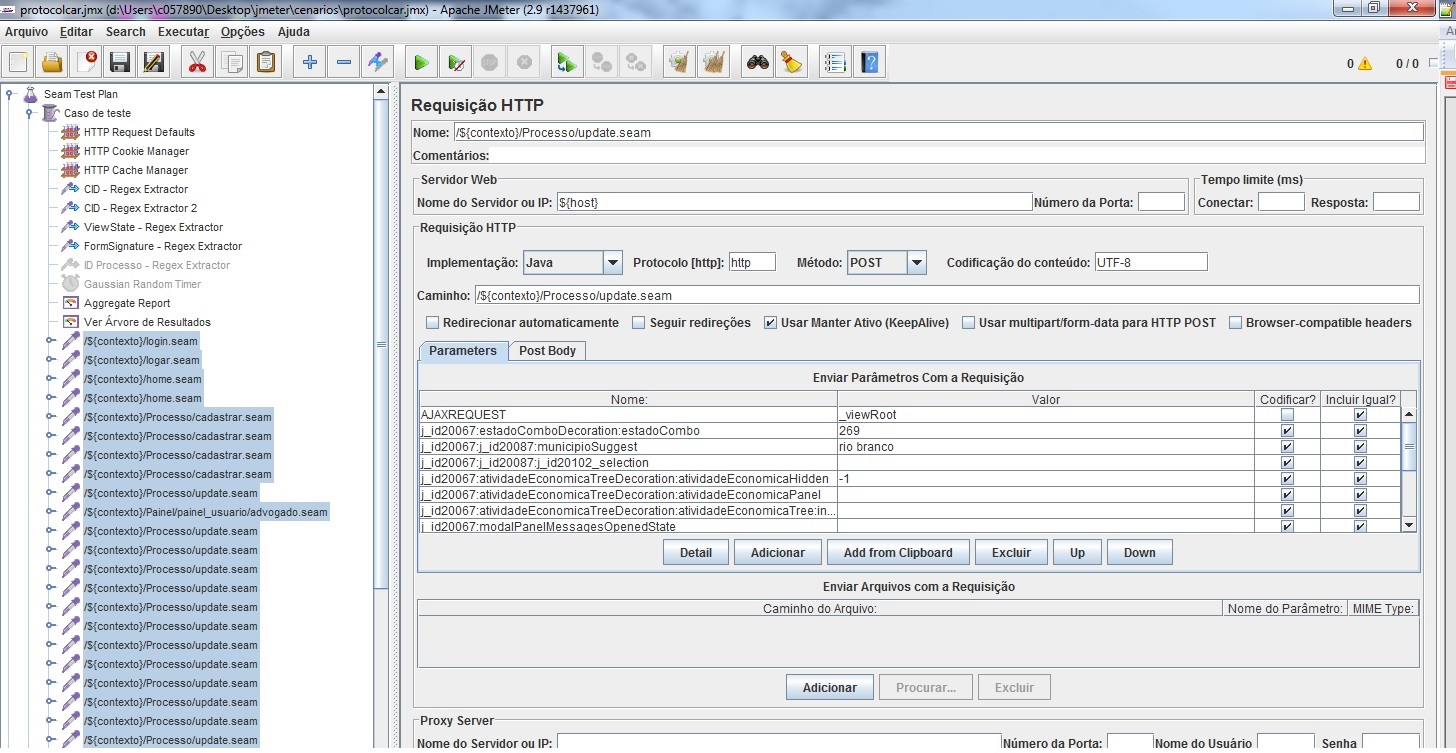 protocolcar.jmx (d:\Users\c057890\Desktop\jmeter\cenarios\protocolcar.jmx) - Apache JMeter (2.9 r1437961)
Arquivo Editar Search Executar Opções Ajuda
0 0 / 0
Seam Test Plan
Caso de teste
HTTP Request Defaults
HTTP Cookie Manager
HTTP Cache Manager
CID - Regex Extractor
CID - Regex Extractor 2
ViewState - Regex Extractor
FormSignature - Regex Extractor
ID Processo - Regex Extractor
Gaussian Random Timer
Aggregate Report
Ver Árvore de Resultados
/${contexto}/login.seam
/${contexto}/logar.seam
/${contexto}/home.seam
/${contexto}/home.seam
/${contexto}/Processo/cadastrar.seam
/${contexto}/Processo/cadastrar.seam
/${contexto}/Processo/cadastrar.seam
/${contexto}/Processo/cadastrar.seam
/${contexto}/Processo/update.seam
/${contexto}/Painel/painel_usuario/advogado.seam
/${contexto}/Processo/update.seam
/${contexto}/Processo/update.seam
/${contexto}/Processo/update.seam
/${contexto}/Processo/update.seam
/${contexto}/Processo/update.seam
/${contexto}/Processo/update.seam
/${contexto}/Processo/update.seam
/${contexto}/Processo/update.seam
/${contexto}/Processo/update.seam
/${contexto}/Processo/update.seam
/${contexto}/Processo/update.seam
/${contexto}/Processo/update.seam
Requisição HTTP
Nome: /${contexto}/Processo/update.seam
Comentários:
Servidor Web
Nome do Servidor ou IP: ${host} Número da Porta:
Tempo limite (ms)
Conectar: Resposta:
Requisição HTTP
Implementação: Java Protocolo [http]: http Método: POST Codificação do conteúdo: UTF-8
Caminho: /${contexto}/Processo/update.seam
Redirecionar automaticamente Seguir redireções Usar Manter Ativo (KeepAlive) Usar multipart/form-data para HTTP POST Browser-compatible headers
Parameters Post Body
Enviar Parâmetros Com a Requisição
Nome: Valor Codificar? Incluir Igual?
AJAXREQUEST _viewRoot
j_id20067:estadoComboDecoration:estadoCombo 269
j_id20067:j_id20087:municipioSuggest rio branco
j_id20067:j_id20087:j_id20102_selection
j_id20067:atividadeEconomicaTreeDecoration:atividadeEconomicaHidden -1
j_id20067:atividadeEconomicaTreeDecoration:atividadeEconomicaPanel
j_id20067:atividadeEconomicaTreeDecoration:atividadeEconomicaTree:in...
j_id20067:modalPanelMessagesOpenedState
Detail Adicionar Add from Clipboard Excluir Up Down
Enviar Arquivos com a Requisição
Caminho do Arquivo: Nome do Parâmetro: MIME Type:
Adicionar Procurar... Excluir
Proxy Server
Nome do Servidor ou IP: Número da Porta: Nome do Usuário Senha